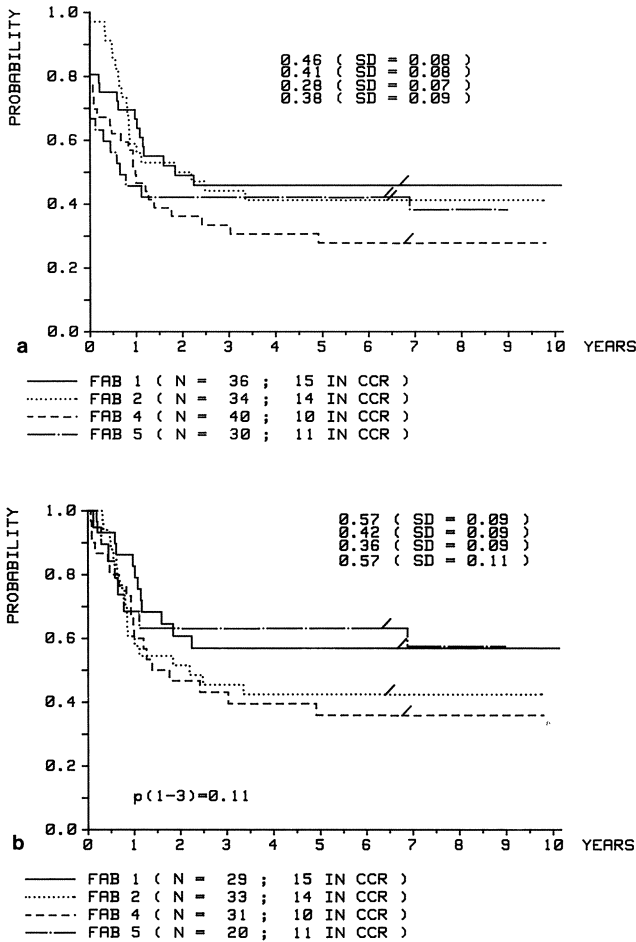 PROBABILITY
1.0
0.8
0.6
0.4
0.2
0.0
0.46 ( SD = 0.08 )
0.41 ( SD = 0.08 )
0.28 ( SD = 0.07 )
0.38 ( SD = 0.09 )
0 1 2 3 4 5 6 7 8 9 10 YEARS
a
FAB 1 ( N = 36 ; 15 IN CCR )
FAB 2 ( N = 34 ; 14 IN CCR )
FAB 4 ( N = 40 ; 10 IN CCR )
FAB 5 ( N = 30 ; 11 IN CCR )
PROBABILITY
1.0
0.8
0.6
0.4
0.2
0.0
0.57 ( SD = 0.09 )
0.42 ( SD = 0.09 )
0.36 ( SD = 0.09 )
0.57 ( SD = 0.11 )
p(1-3)=0.11
0 1 2 3 4 5 6 7 8 9 10 YEARS
b
FAB 1 ( N = 29 ; 15 IN CCR )
FAB 2 ( N = 33 ; 14 IN CCR )
FAB 4 ( N = 31 ; 10 IN CCR )
FAB 5 ( N = 20 ; 11 IN CCR )